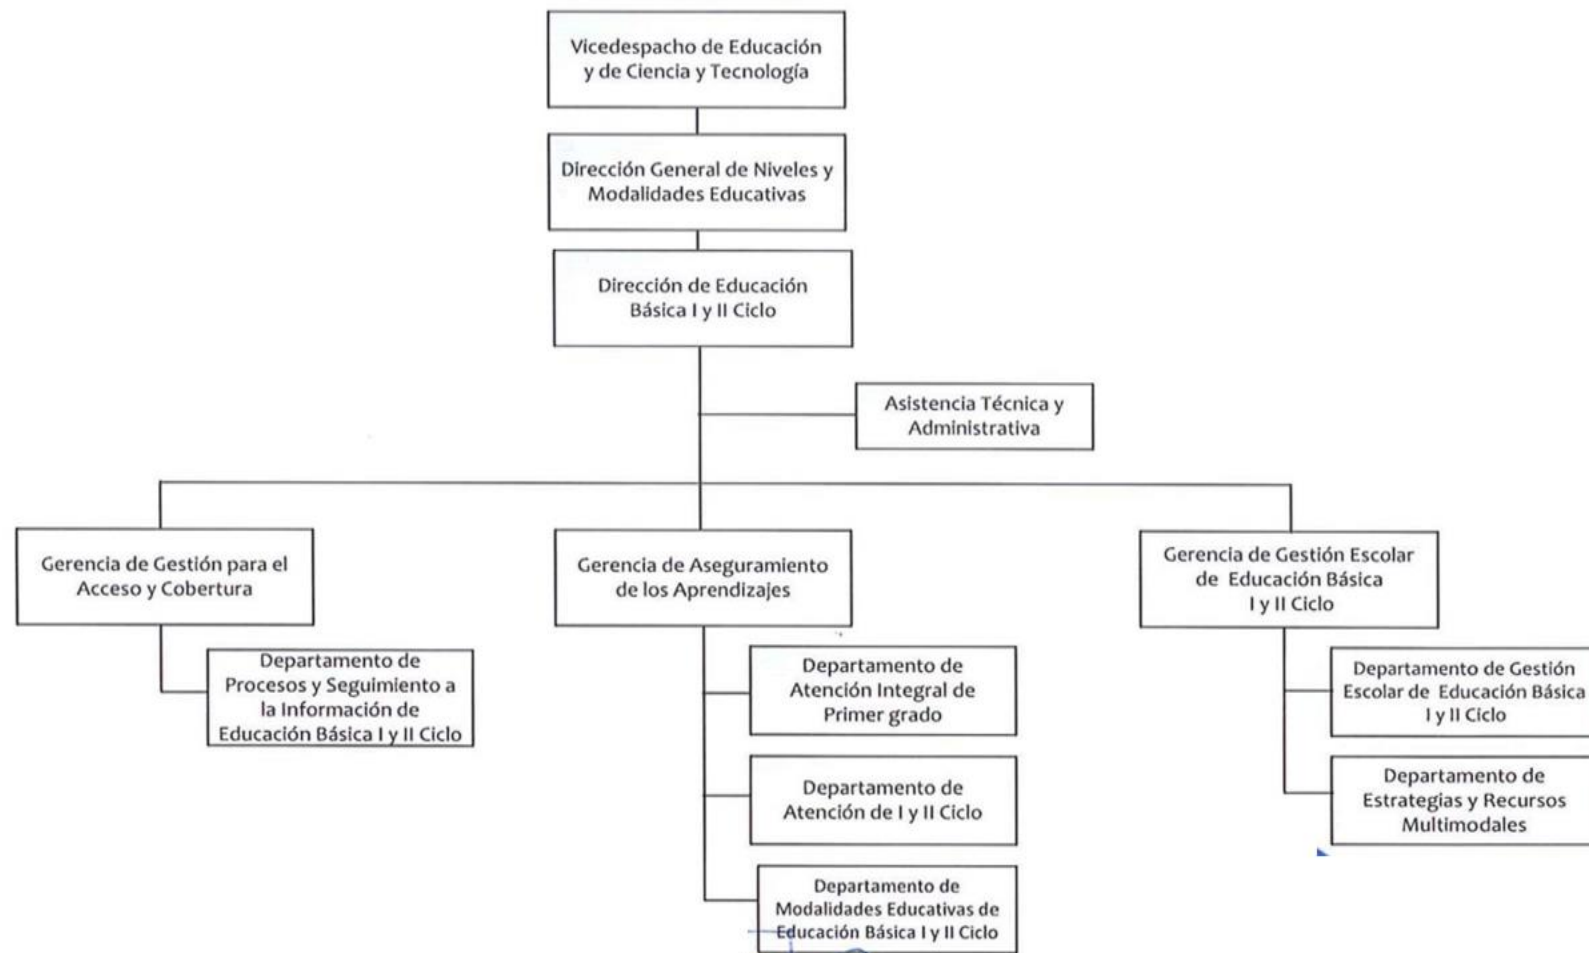 Vicedespacho de Educación
y de Ciencia y Tecnología
Dirección General de Niveles y
Modalidades Educativas
Dirección de Educación
Básica I y II Ciclo
Asistencia Técnica y
Administrativa
Gerencia de Gestión para el
Acceso y Cobertura
Departamento de
Procesos y Seguimiento a
la Información de
Educación Básica I y II Ciclo
Gerencia de Aseguramiento
de los Aprendizajes
Departamento de
Atención Integral de
Primer grado
Departamento de
Atención de I y II Ciclo
Departamento de
Modalidades Educativas de
Educación Básica I y II Ciclo
Gerencia de Gestión Escolar
de Educación Básica
I y II Ciclo
Departamento de Gestión
Escolar de Educación Básica
I y II Ciclo
Departamento de
Estrategias y Recursos
Multimodales